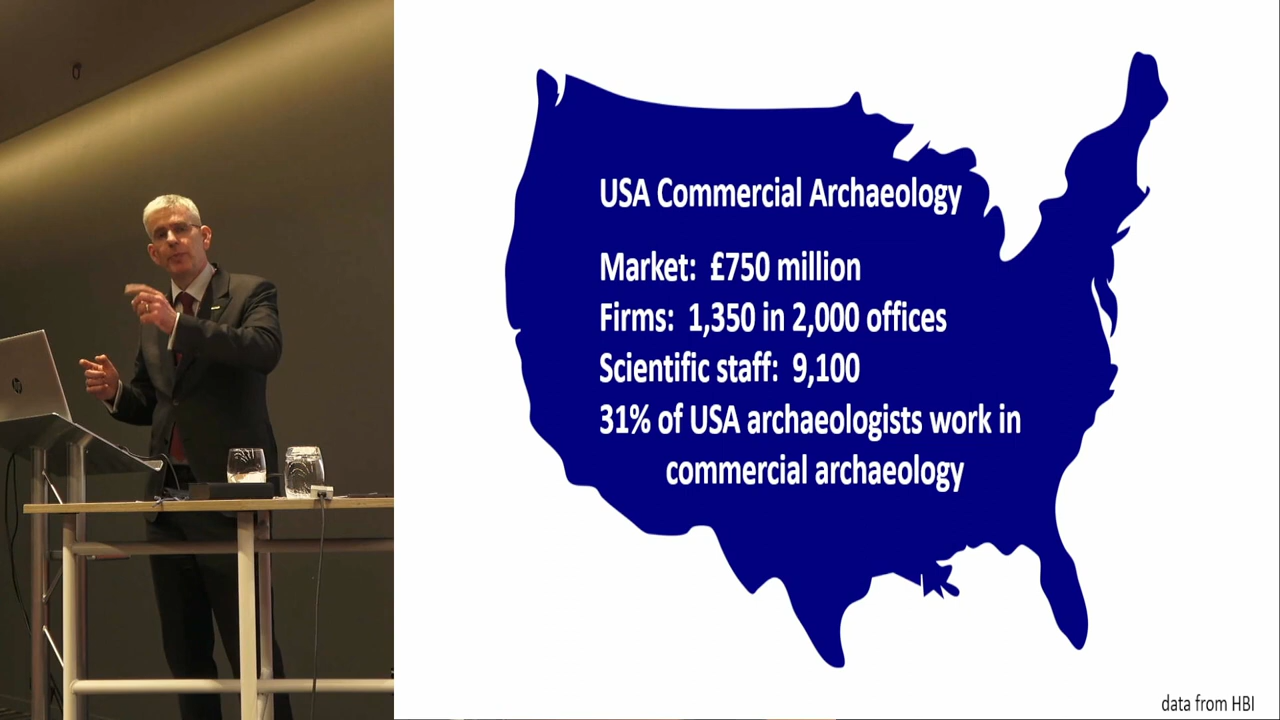 USA Commercial Archaeology
Market: £750 million
Firms: 1,350 in 2,000 offices
Scientific staff: 9,100
31% of USA archaeologists work in
commercial archaeology
data from HBI
hp